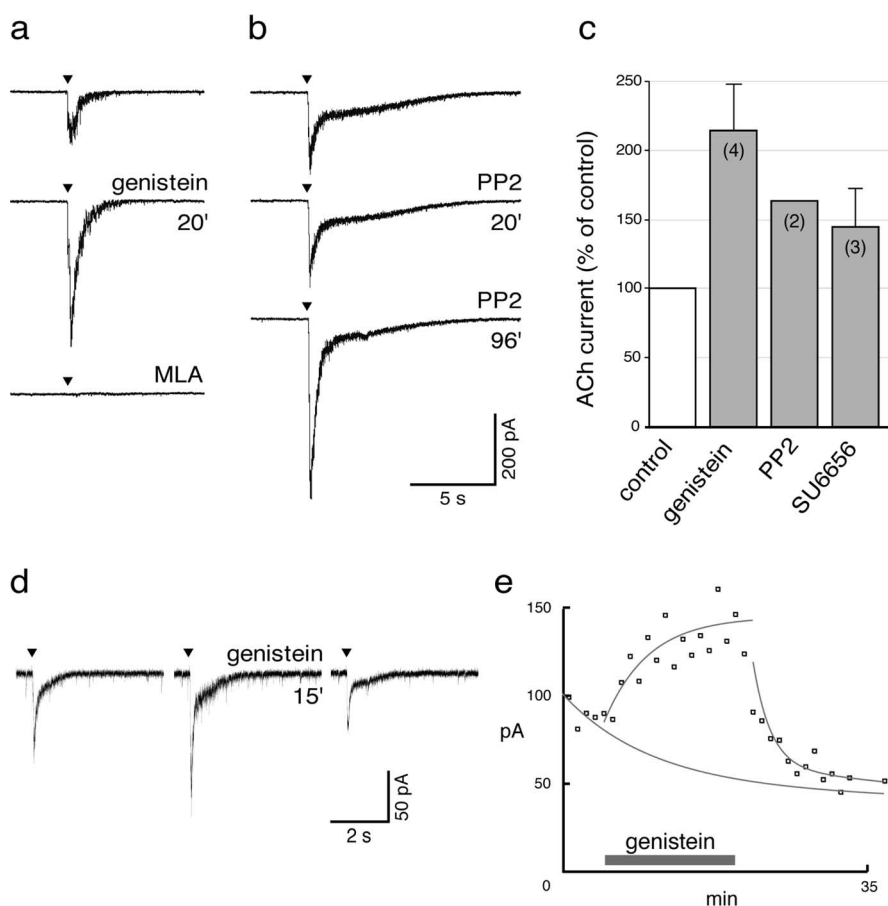 a
genistein
20'
MLA
b
PP2
20'
PP2
96'
200 pA
5 s
c
ACh current (% of control)
250
200
150
100
50
0
(4)
(2)
(3)
control
genistein
PP2
SU6656
d
genistein
15'
50 pA
2 s
e
150
100
pA
50
0
genistein
35
min